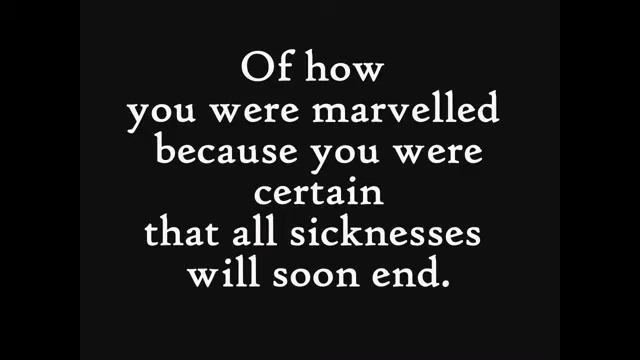 Of how
you were marvelled
because you were
certain
that all sicknesses
will soon end.